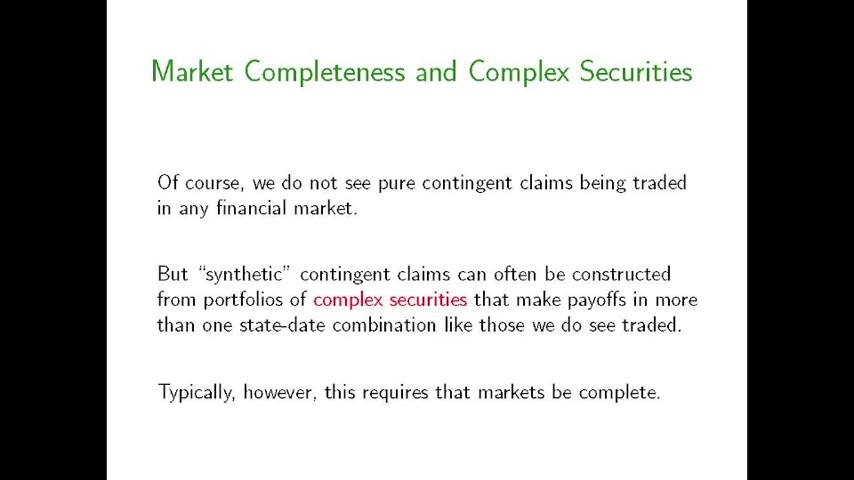 Market Completeness and Complex Securities
Of course, we do not see pure contingent claims being traded
in any financial market.
But “synthetic” contingent claims can often be constructed
from portfolios of complex securities that make payoffs in more
than one state-date combination like those we do see traded.
Typically, however, this requires that markets be complete.